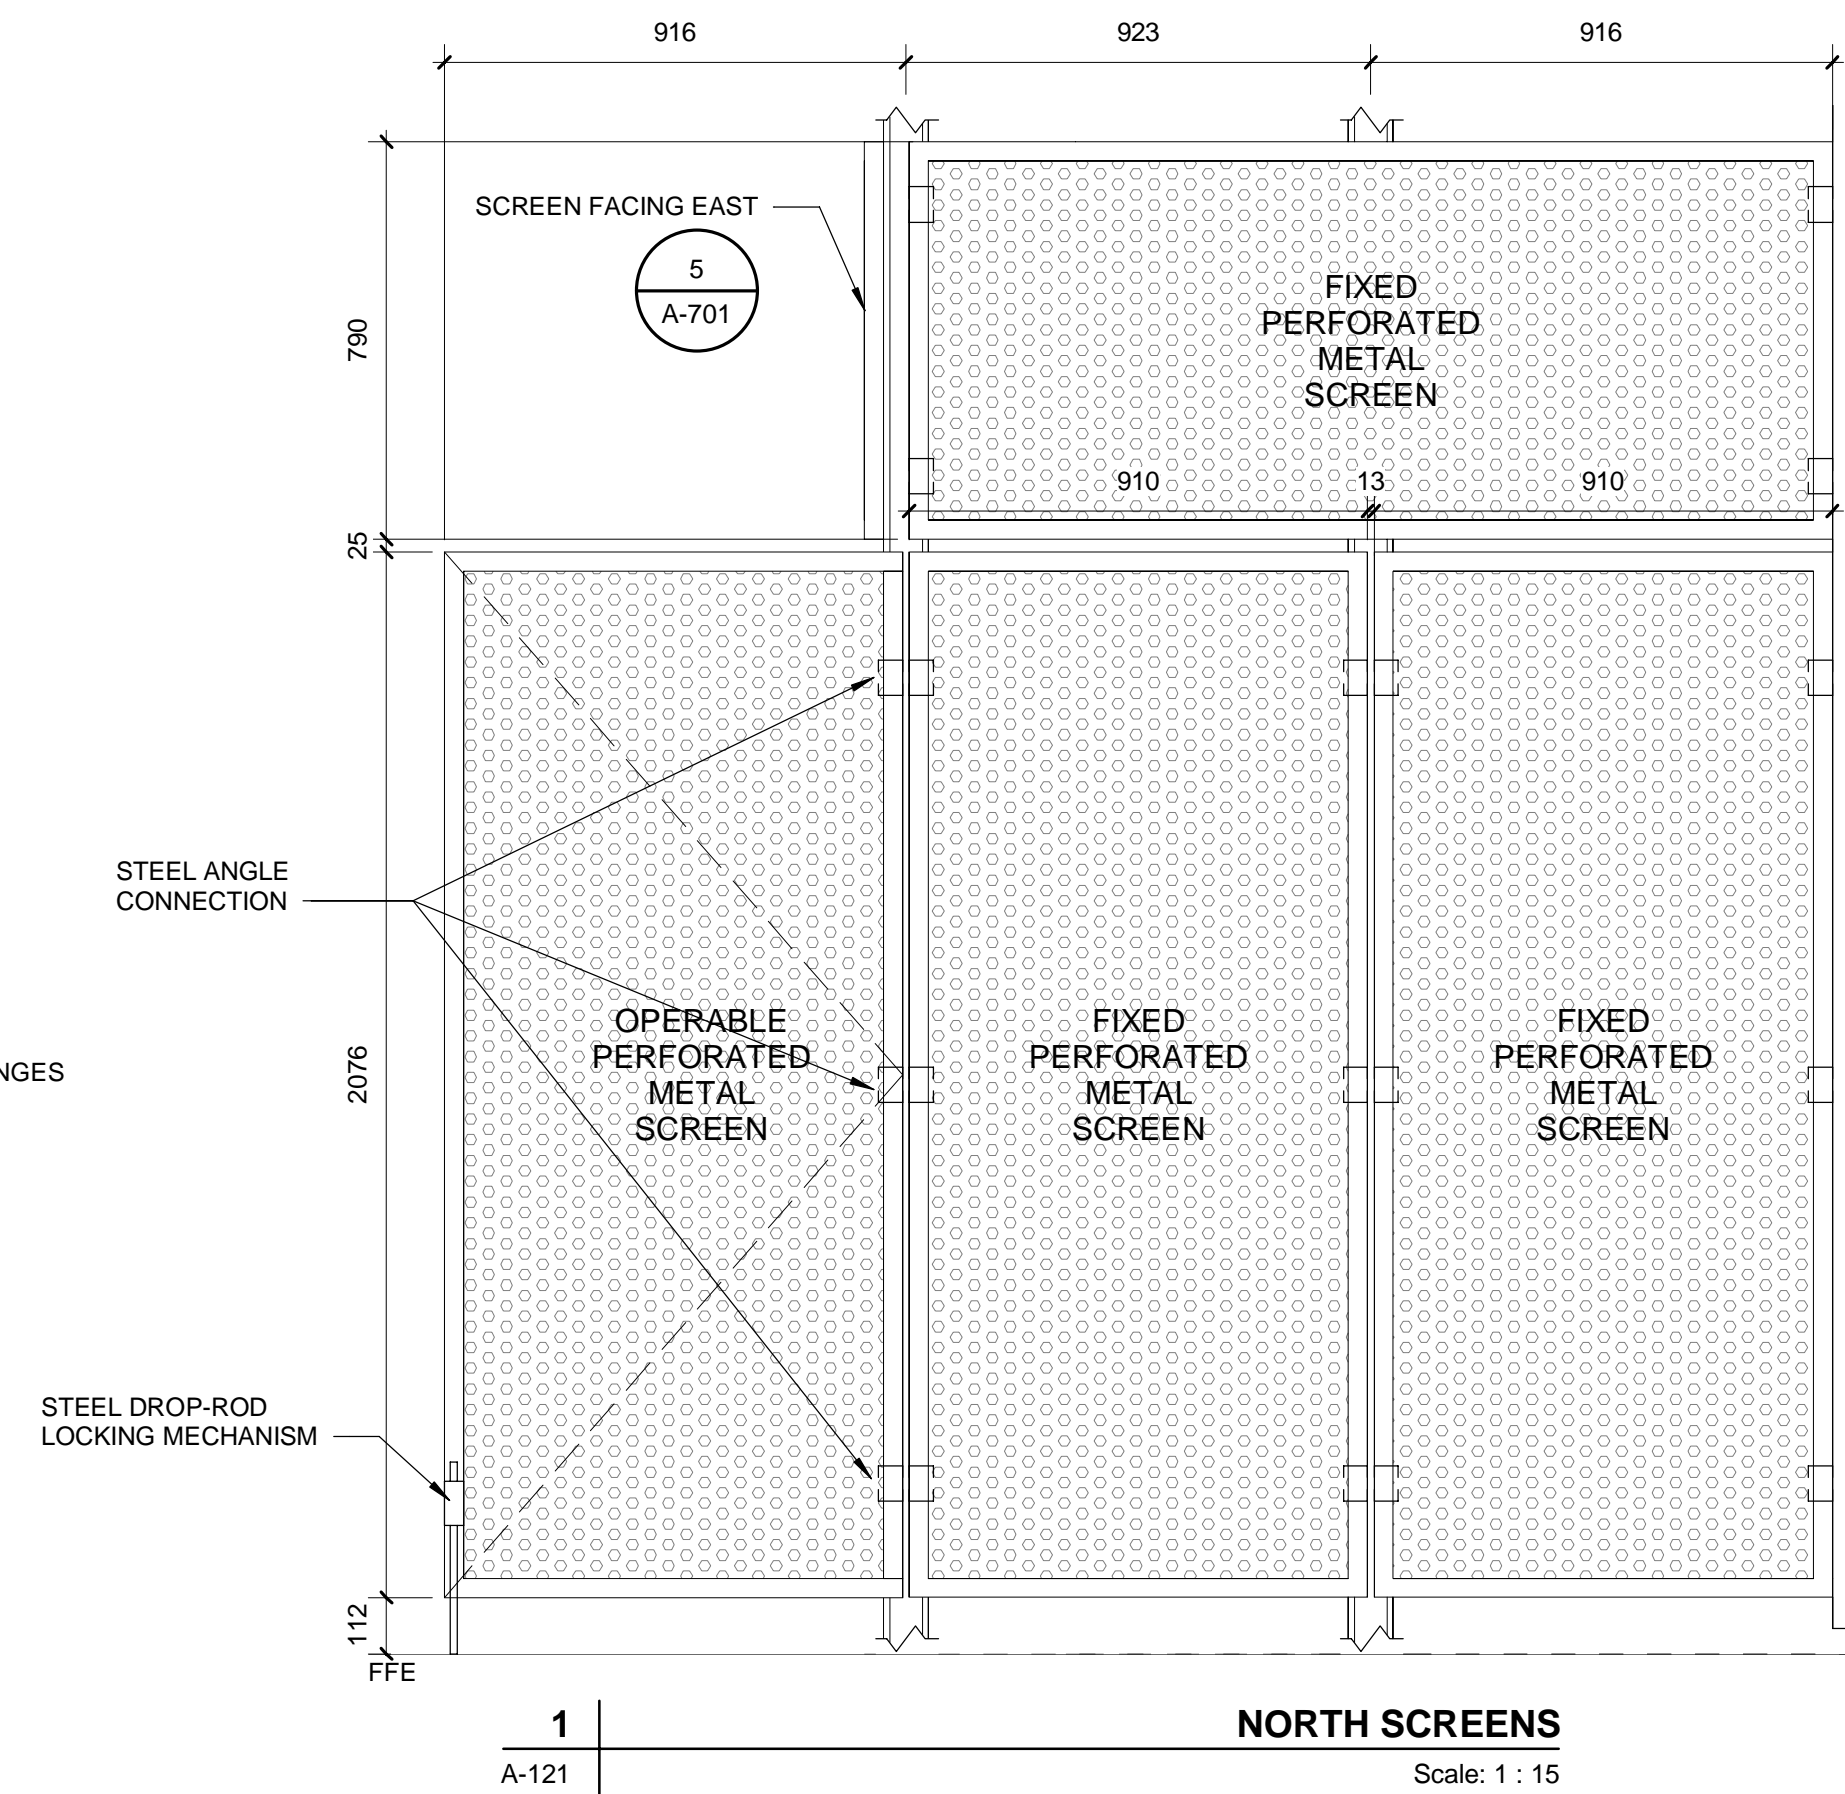 916
923
916
SCREEN FACING EAST
5
A-701
790
FIXED
PERFORATED
METAL
SCREEN
910
13
910
25
STEEL ANGLE
CONNECTION
OPERABLE
PERFORATED
METAL
SCREEN
FIXED
PERFORATED
METAL
SCREEN
FIXED
PERFORATED
METAL
SCREEN
2076
NGES
STEEL DROP-ROD
LOCKING MECHANISM
112
FFE
1
NORTH SCREENS
A-121
Scale: 1 : 15